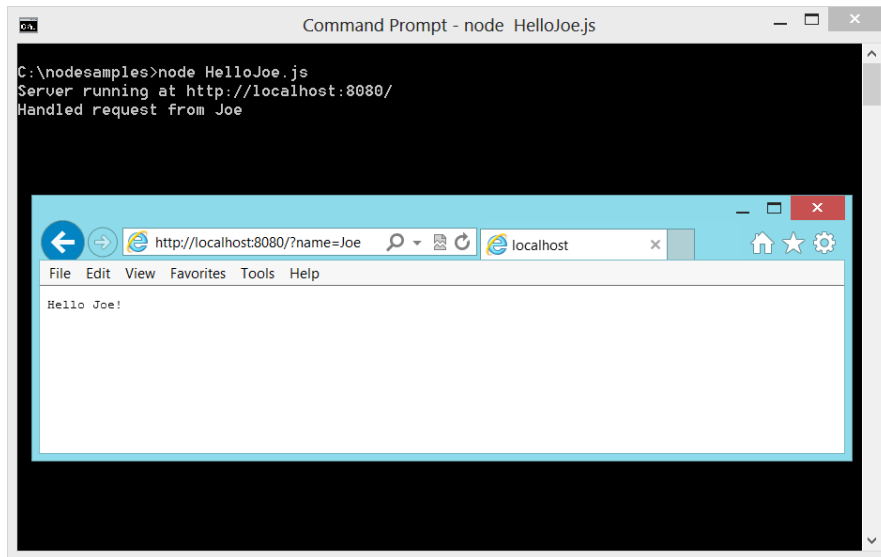 Command Prompt - node  HelloJoe.js
C:\nodesamples>node HelloJoe.js
Server running at http://localhost:8080/
Handled request from Joe
http://localhost:8080/?name=Joe
localhost
File Edit View Favorites Tools Help
Hello Joe!